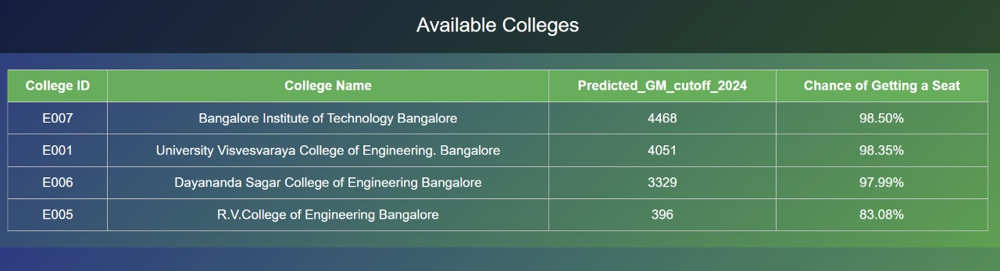 Available Colleges
College ID College Name Predicted_GM_cutoff_2024 Chance of Getting a Seat
E007 Bangalore Institute of Technology Bangalore 4468 98.50%
E001 University Visvesvaraya College of Engineering. Bangalore 4051 98.35%
E006 Dayananda Sagar College of Engineering Bangalore 3329 97.99%
E005 R.V.College of Engineering Bangalore 396 83.08%